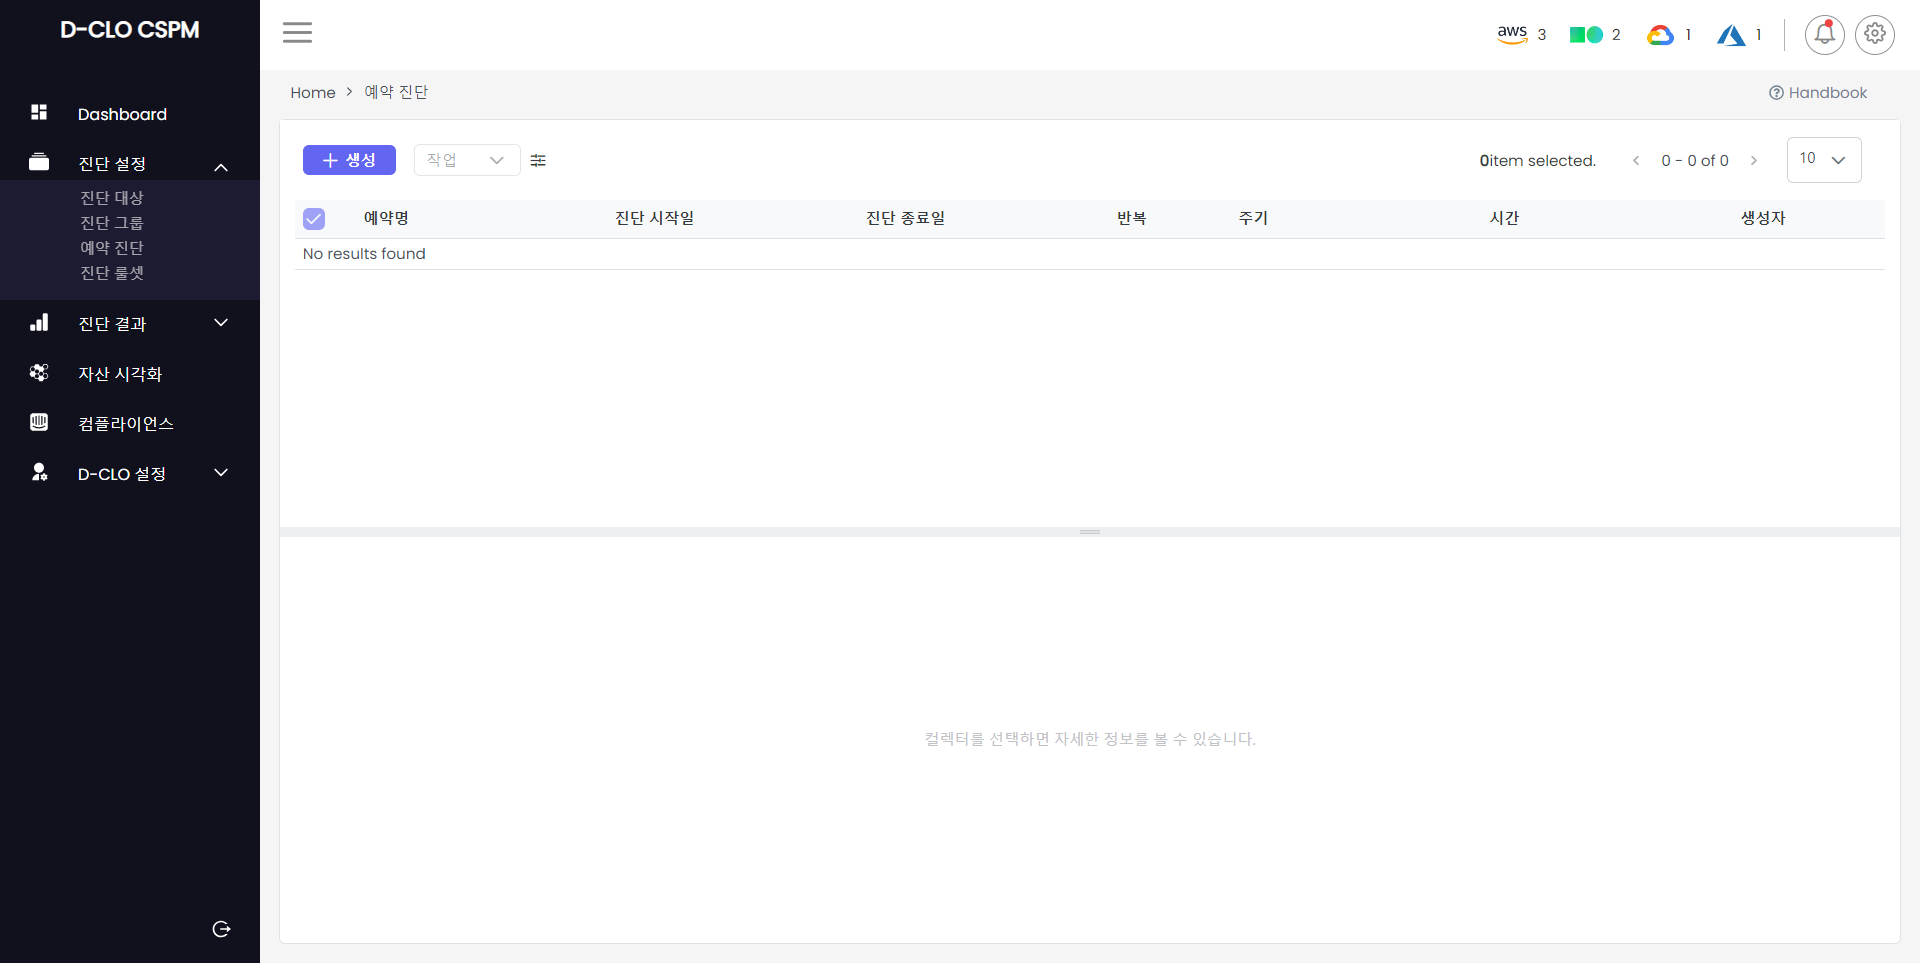 D-CLO CSPM
Dashboard
진단 설정
진단 대상
진단 그룹
예약 진단
진단 룰셋
진단 결과
자산 시각화
컴플라이언스
D-CLO 설정
aws 3 2 1 1
Home > 예약 진단
Handbook
+ 생성 작업
0item selected. < 0 - 0 of 0 > 10
예약명 진단 시작일 진단 종료일 반복 주기 시간 생성자
No results found
컬렉터를 선택하면 자세한 정보를 볼 수 있습니다.